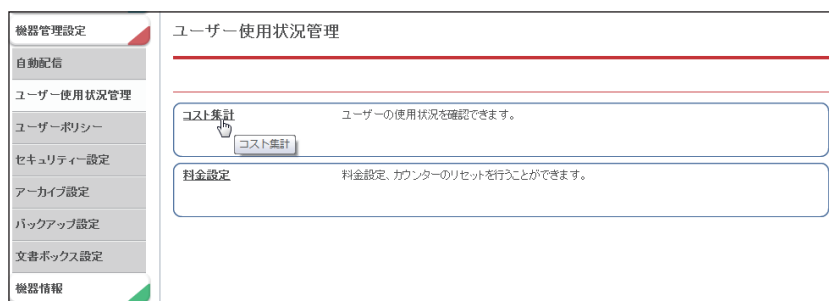 機器管理設定
自動配信
ユーザー使用状況管理
ユーザーポリシー
セキュリティー設定
アーカイブ設定
バックアップ設定
文書ボックス設定
機器情報
ユーザー使用状況管理
コスト集計 ユーザーの使用状況を確認できます。
コスト集計
料金設定 料金設定、カウンターのリセットを行うことができます。